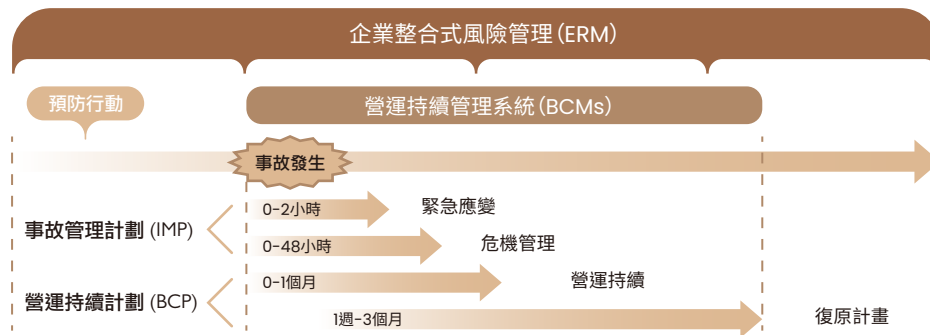 企業整合式風險管理(ERM)
預防行動
營運持續管理系統(BCMs)
事故發生
0-2小時
緊急應變
事故管理計劃 (IMP)
0-48小時
危機管理
0-1個月
營運持續
營運持續計劃 (BCP)
1週-3個月
復原計畫